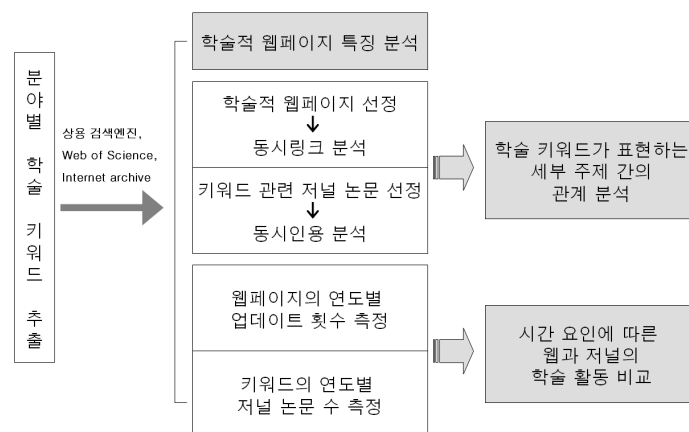 분야별 학술 키워드 추출
상용 검색엔진,
Web of Science,
Internet archive
학술적 웹페이지 특징 분석
학술적 웹페이지 선정
동시링크 분석
키워드 관련 저널 논문 선정
동시인용 분석
학술 키워드가 표현하는
세부 주제 간의
관계 분석
웹페이지의 연도별
업데이트 횟수 측정
키워드의 연도별
저널 논문 수 측정
시간 요인에 따른
웹과 저널의
학술 활동 비교